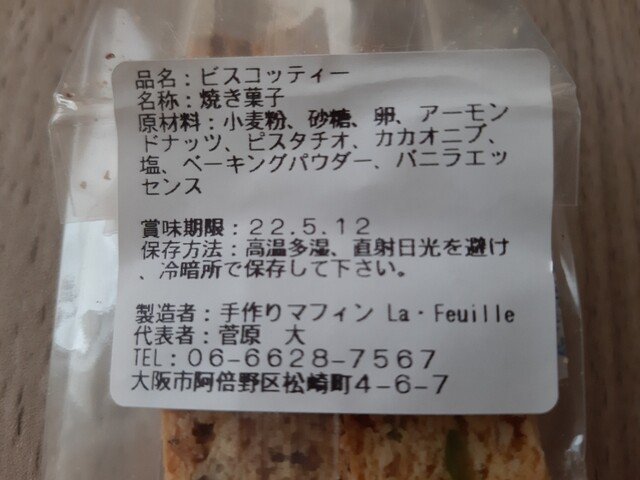 品名：ビスコッティー
名称：焼き菓子
原材料：小麦粉、砂糖、卵、アーモン
ドナッツ、ピスタチオ、カカオニブ、
塩、ベーキングパウダー、バニラエッ
センス
賞味期限：２２.５.１２
保存方法：高温多湿、直射日光を避け
、冷暗所で保存して下さい。
製造者：手作りマフィン La・Feuille
代表者：菅原　大
TEL：０６－６６２８－７５６７
大阪市阿倍野区松崎町４－６－７